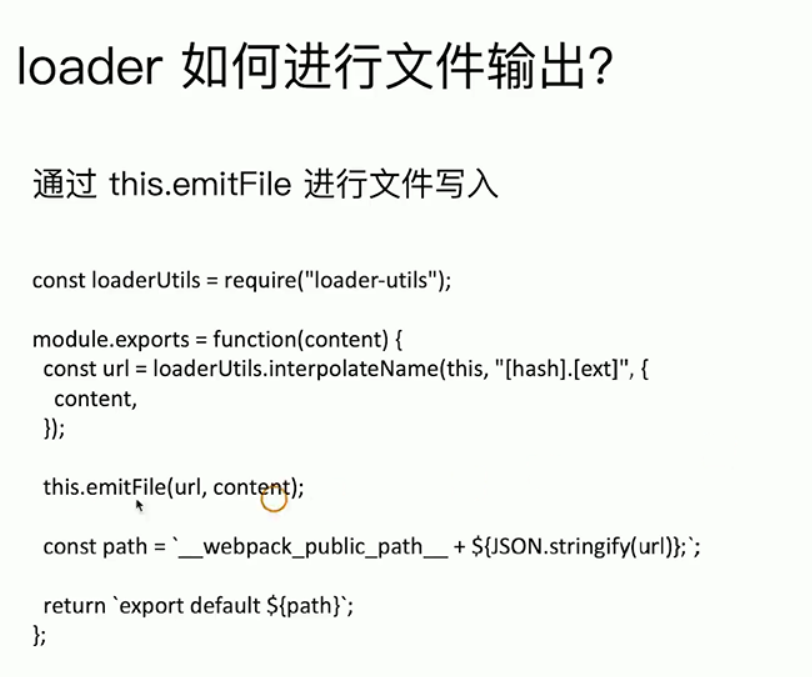 loader 如何进行文件输出?
通过 this.emitFile 进行文件写入
const loaderUtils = require("loader-utils");
module.exports = function(content) {
const url = loaderUtils.interpolateName(this, "[hash].[ext]", {
content,
});
this.emitFile(url, content);
const path = `__webpack_public_path__ + ${JSON.stringify(url)};`;
return `export default ${path}`;
};